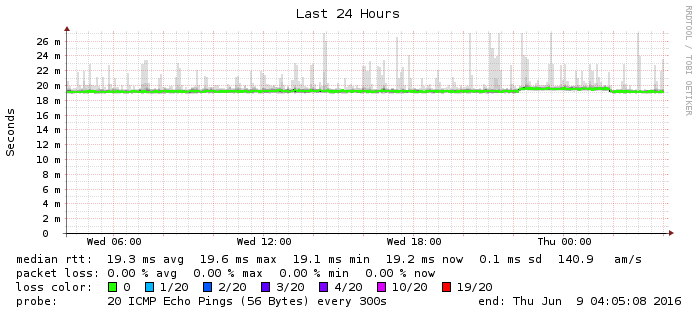 Last 24 Hours
RRDTOOL / TOBI OETIKER
Seconds
26 m
24 m
22 m
20 m
18 m
16 m
14 m
12 m
10 m
8 m
6 m
4 m
2 m
0
Wed 06:00 Wed 12:00 Wed 18:00 Thu 00:00
median rtt: 19.3 ms avg 19.6 ms max 19.1 ms min 19.2 ms now 0.1 ms sd 140.9 am/s
packet loss: 0.00 % avg 0.00 % max 0.00 % min 0.00 % now
loss color: 0 1/20 2/20 3/20 4/20 10/20 19/20
probe: 20 ICMP Echo Pings (56 Bytes) every 300s end: Thu Jun 9 04:05:08 2016